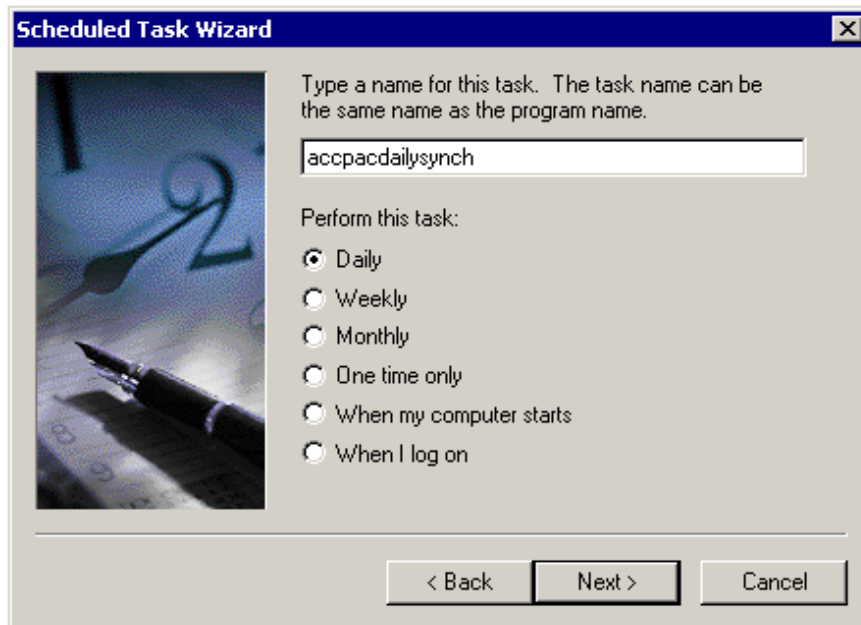 Scheduled Task Wizard
Type a name for this task. The task name can be
the same name as the program name.
accpacdailysynch
Perform this task:
Daily
Weekly
Monthly
One time only
When my computer starts
When I log on
< Back
Next >
Cancel